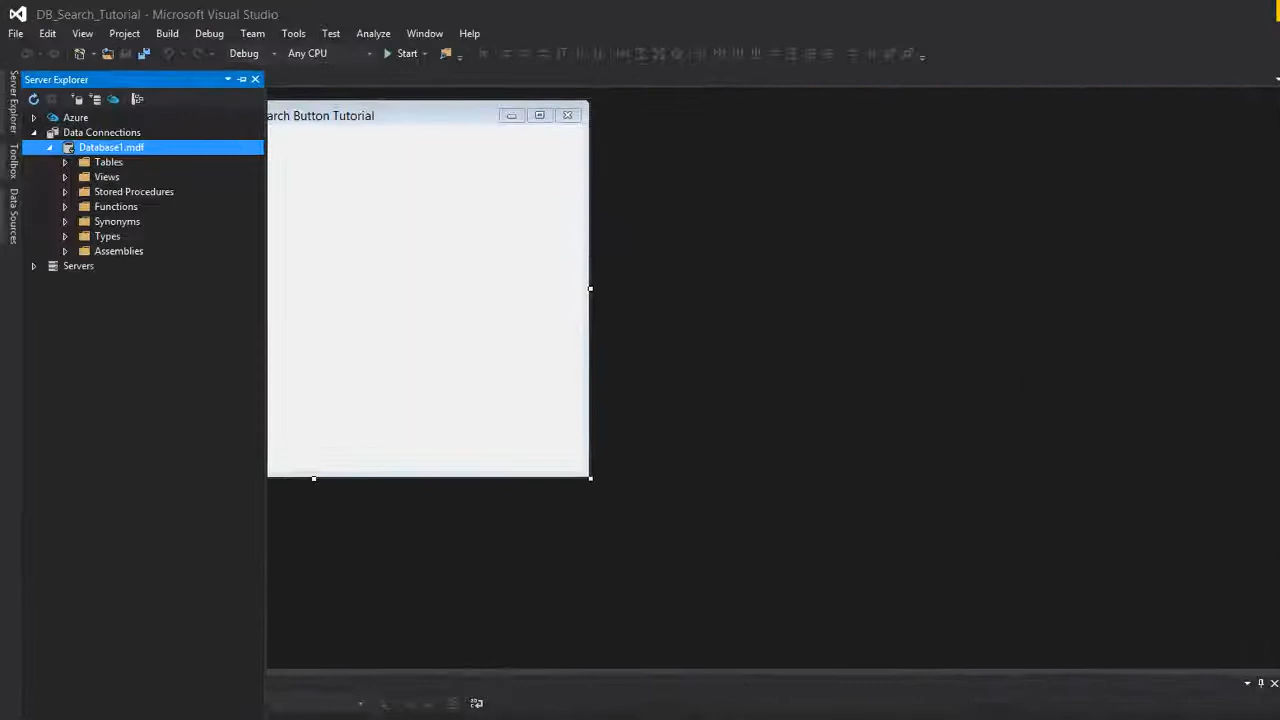 DB_Search_Tutorial - Microsoft Visual Studio
File Edit View Project Build Debug Team Tools Test Analyze Window Help
Debug Any CPU Start
Server Explorer
Toolbox
Data Sources
Server Explorer
Azure
Data Connections
Database1.mdf
Tables
Views
Stored Procedures
Functions
Synonyms
Types
Assemblies
Servers
arch Button Tutorial